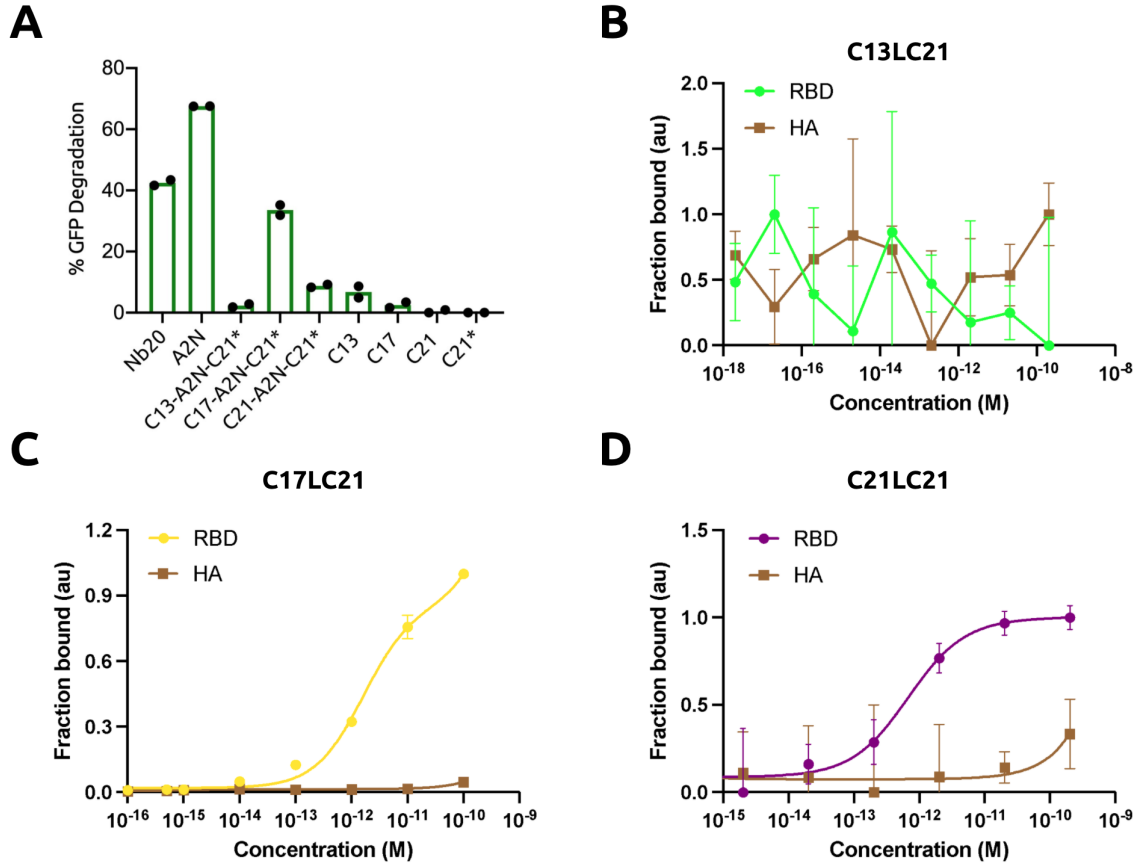 A
% GFP Degradation
80
60
40
20
0
Nb20
A2N
C13-A2N-C21*
C17-A2N-C21*
C21-A2N-C21*
C13
C17
C21
C21*
B
C13LC21
RBD
HA
Fraction bound (au)
2.0
1.5
1.0
0.5
0.0
10-18 10-16 10-14 10-12 10-10 10-8
Concentration (M)
C
C17LC21
RBD
HA
Fraction bound (au)
1.2
0.9
0.6
0.3
0.0
10-16 10-15 10-14 10-13 10-12 10-11 10-10 10-9
Concentration (M)
D
C21LC21
RBD
HA
Fraction bound (au)
1.5
1.0
0.5
0.0
10-15 10-14 10-13 10-12 10-11 10-10 10-9
Concentration (M)